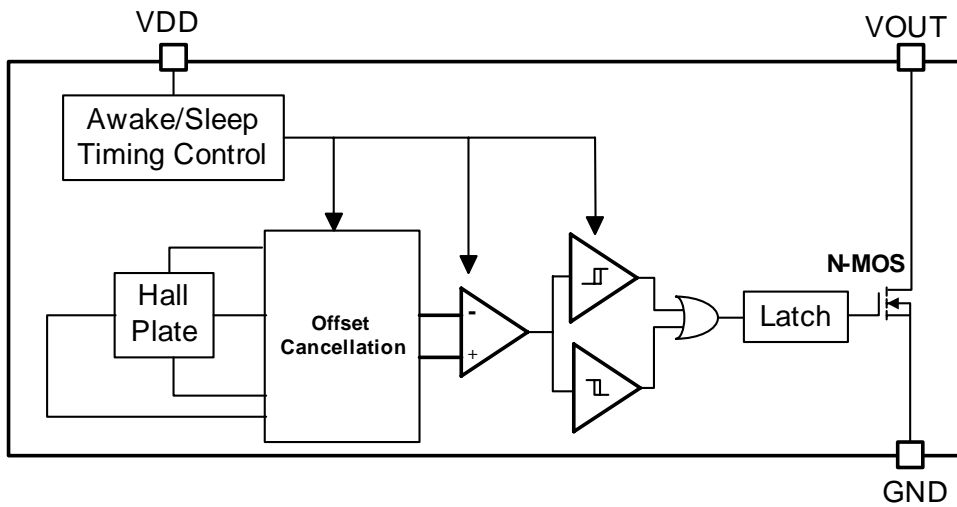 VDD
VOUT
Awake/Sleep
Timing Control
N-MOS
Hall
Plate
Offset
Cancellation
-
+
Latch
GND